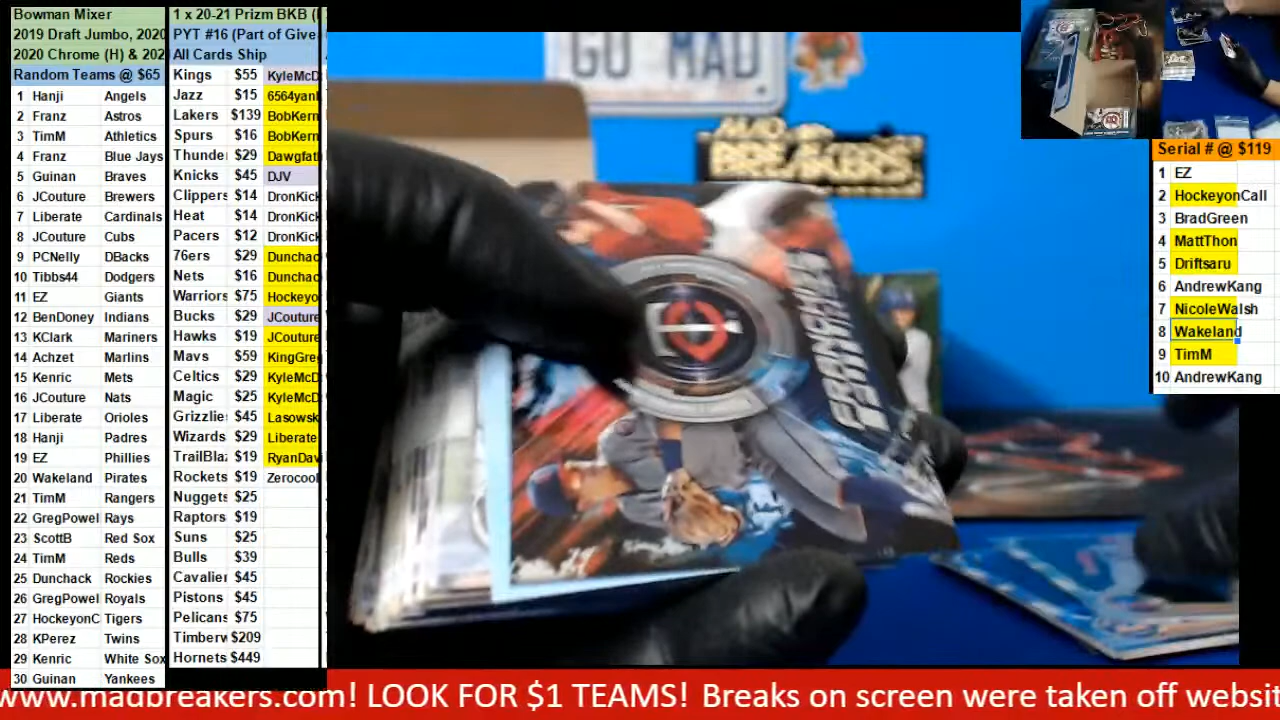 Bowman Mixer
2019 Draft Jumbo, 2020
2020 Chrome (H) & 202
Random Teams @ $65
1 Hanji Angels
2 Franz Astros
3 TimM Athletics
4 Franz Blue Jays
5 Guinan Braves
6 JCouture Brewers
7 Liberate Cardinals
8 JCouture Cubs
9 PCNelly DBacks
10 Tibbs44 Dodgers
11 EZ Giants
12 BenDoney Indians
13 KClark Mariners
14 Achzet Marlins
15 Kenric Mets
16 JCouture Nats
17 Liberate Orioles
18 Hanji Padres
19 EZ Phillies
20 Wakeland Pirates
21 TimM Rangers
22 GregPowel Rays
23 ScottB Red Sox
24 TimM Reds
25 Dunchack Rockies
26 GregPowel Royals
27 HockeyonC Tigers
28 KPerez Twins
29 Kenric White Sox
30 Guinan Yankees
1 x 20-21 Prizm BKB (
PYT #16 (Part of Give
All Cards Ship
Kings $55 KyleMcD
Jazz $15 6564yan
Lakers $139 BobKern
Spurs $16 BobKern
Thunde $29 Dawgfat
Knicks $45 DJV
Clippers $14 DronKick
Heat $14 DronKick
Pacers $12 DronKick
76ers $29 Dunchac
Nets $16 Dunchac
Warriors $75 Hockeyo
Bucks $29 JCouture
Hawks $19 JCouture
Mavs $59 KingGre
Celtics $29 KyleMcD
Magic $25 KyleMcD
Grizzlie $45 Lasowsk
Wizards $29 Liberate
TrailBlaz $19 RyanDavi
Rockets $19 Zerocool
Nuggets $25
Raptors $19
Suns $25
Bulls $39
Cavalier $45
Pistons $45
Pelicans $75
Timberw $209
Hornets $449
GO MAD
MAD
BREAKERS
Serial # @ $119
1 EZ
2 HockeyonCall
3 BradGreen
4 MattThon
5 Driftsaru
6 AndrewKang
7 NicoleWalsh
8 Wakeland
9 TimM
10 AndrewKang
www.madbreakers.com! LOOK FOR $1 TEAMS! Breaks on screen were taken off websit